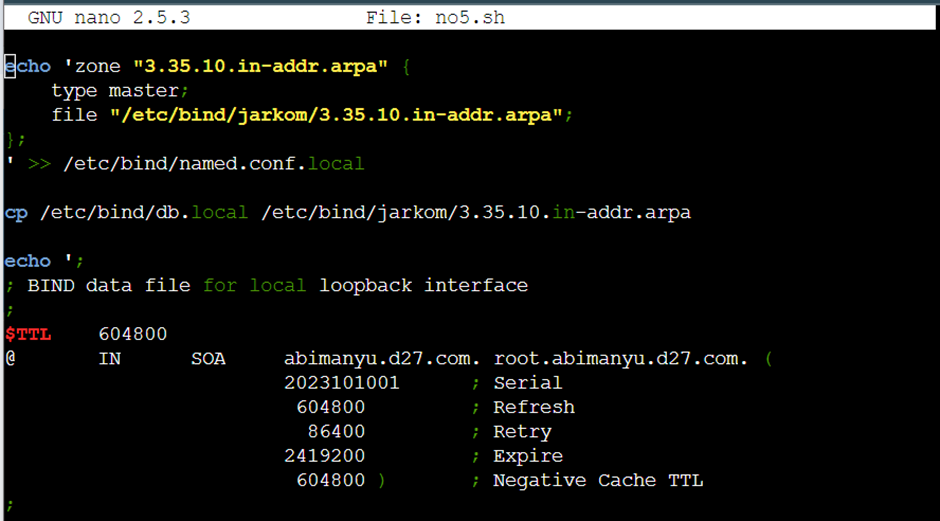 GNU nano 2.5.3 File: no5.sh
echo 'zone "3.35.10.in-addr.arpa" {
type master;
file "/etc/bind/jarkom/3.35.10.in-addr.arpa";
};
' >> /etc/bind/named.conf.local
cp /etc/bind/db.local /etc/bind/jarkom/3.35.10.in-addr.arpa
echo ';
; BIND data file for local loopback interface
;
$TTL 604800
@ IN SOA abimanyu.d27.com. root.abimanyu.d27.com. (
2023101001 ; Serial
604800 ; Refresh
86400 ; Retry
2419200 ; Expire
604800 ) ; Negative Cache TTL
;